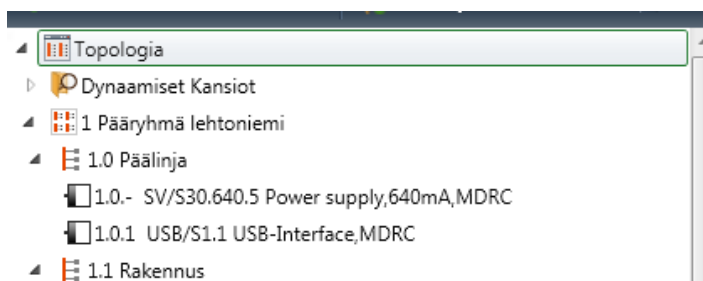 Topologia
Dynaamiset Kansiot
1 Pääryhmä lehtoniemi
1.0 Päälinja
1.0.- SV/S30.640.5 Power supply,640mA,MDRC
1.0.1 USB/S1.1 USB-Interface,MDRC
1.1 Rakennus